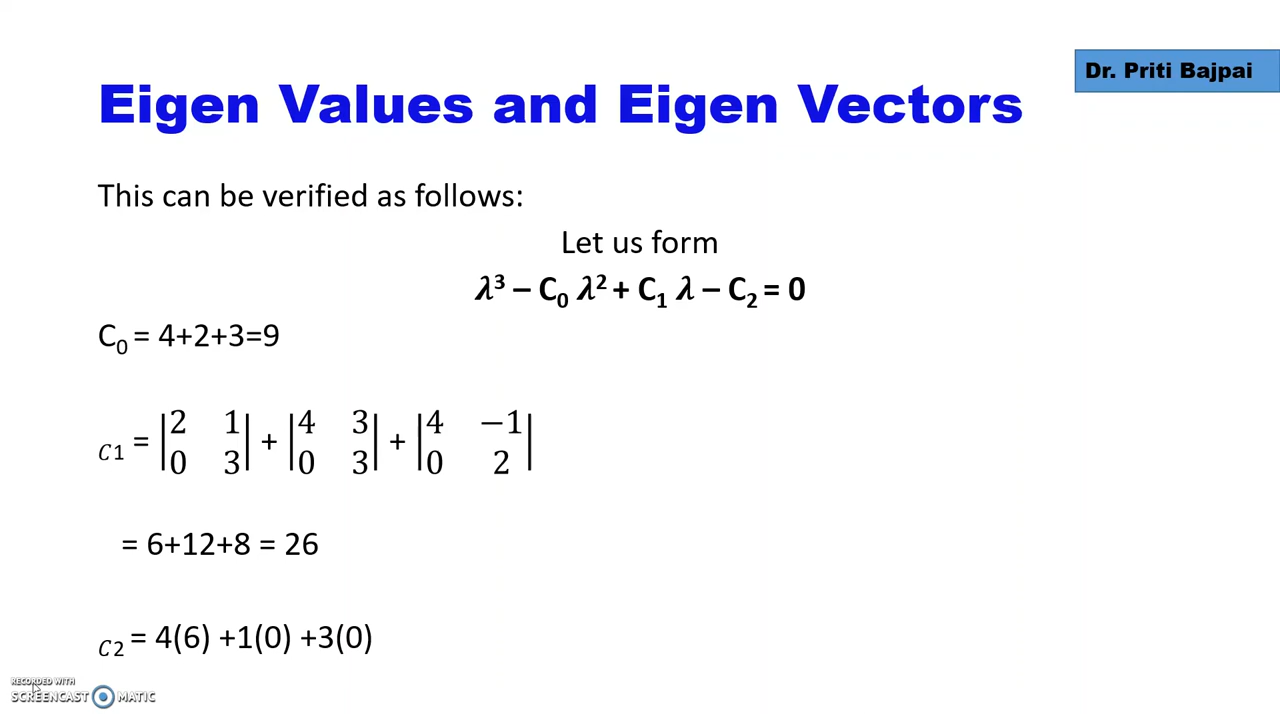 Dr. Priti Bajpai
Eigen Values and Eigen Vectors
This can be verified as follows:
Let us form
λ³ – C₀ λ² + C₁ λ – C₂ = 0
C₀ = 4+2+3=9
C1 = |2 1; 0 3| + |4 3; 0 3| + |4 −1; 0 2|
= 6+12+8 = 26
C2 = 4(6) +1(0) +3(0)
RECORDED WITH
SCREENCAST MATIC